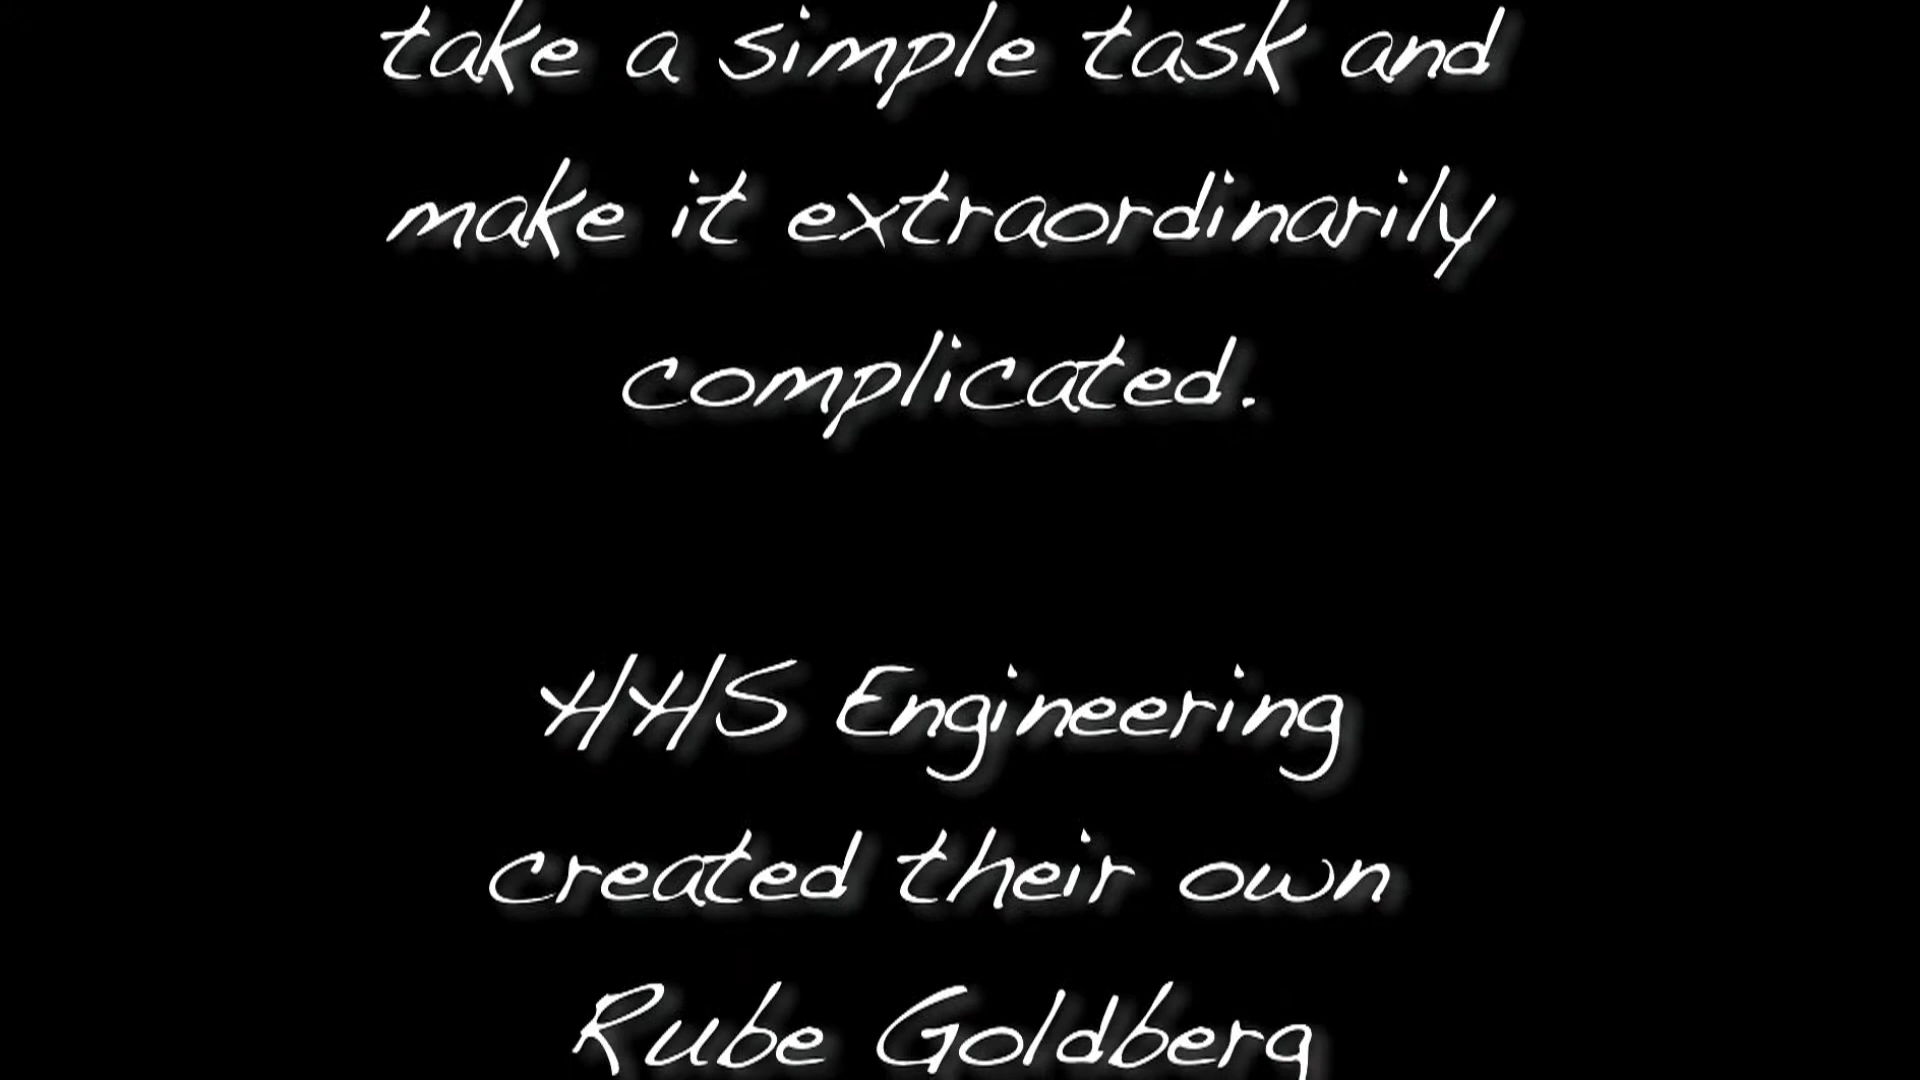 take a simple task and
make it extraordinarily
complicated.
HHS Engineering
created their own
Rube Goldberg